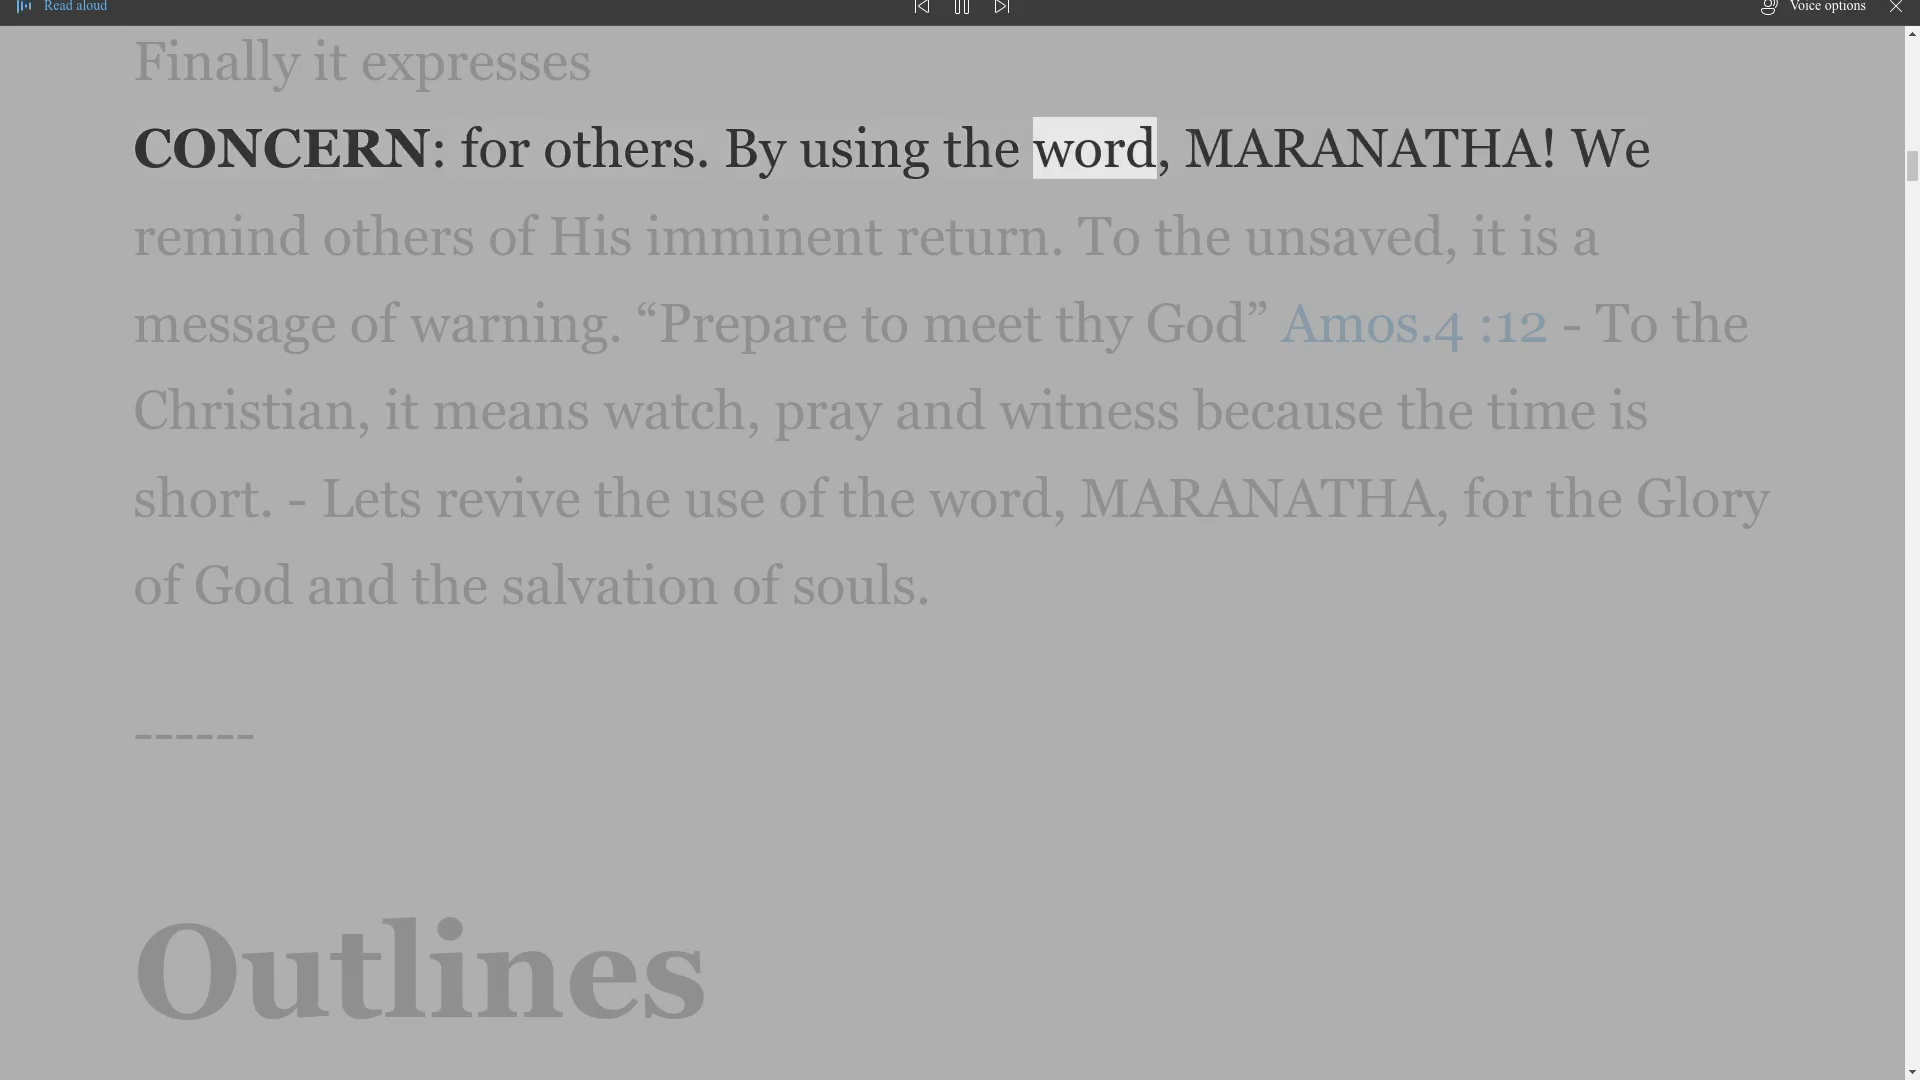 Read aloud
Voice options
Finally it expresses
CONCERN: for others. By using the word, MARANATHA! We
remind others of His imminent return. To the unsaved, it is a
message of warning. “Prepare to meet thy God” Amos.4 :12 - To the
Christian, it means watch, pray and witness because the time is
short. - Lets revive the use of the word, MARANATHA, for the Glory
of God and the salvation of souls.
------
Outlines